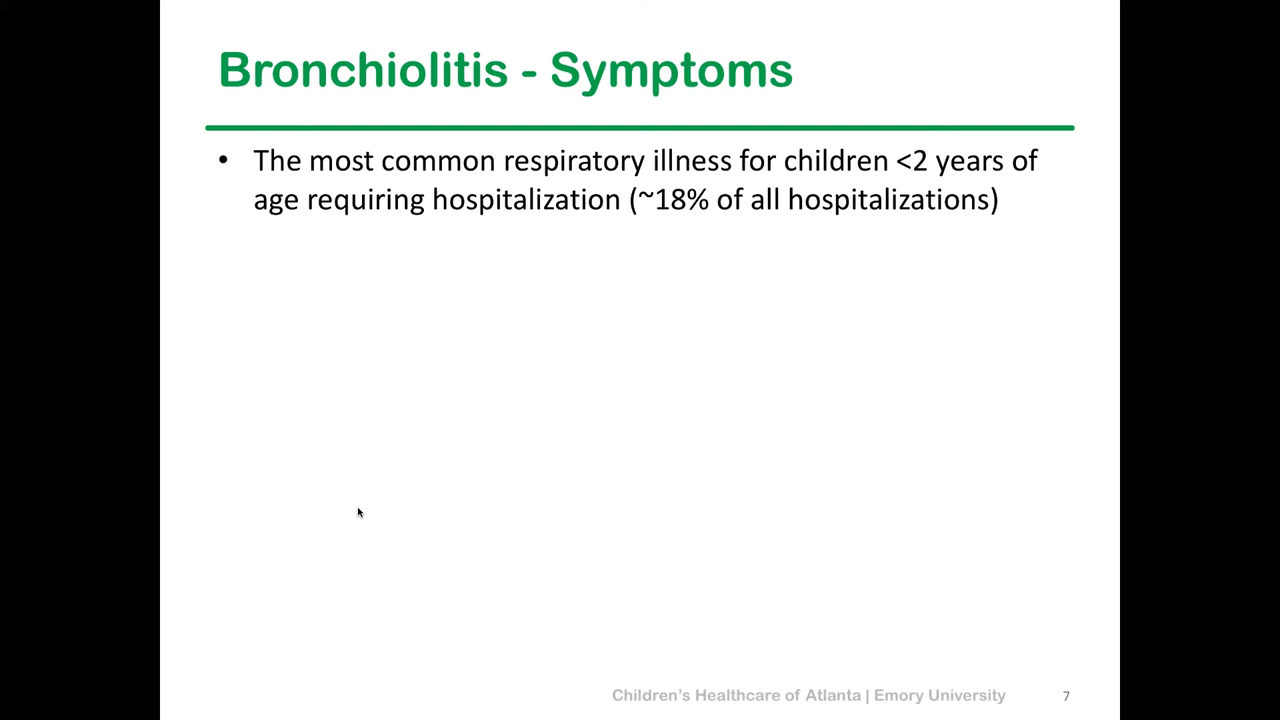 Bronchiolitis - Symptoms
• The most common respiratory illness for children <2 years of
age requiring hospitalization (~18% of all hospitalizations)
Children’s Healthcare of Atlanta | Emory University 7